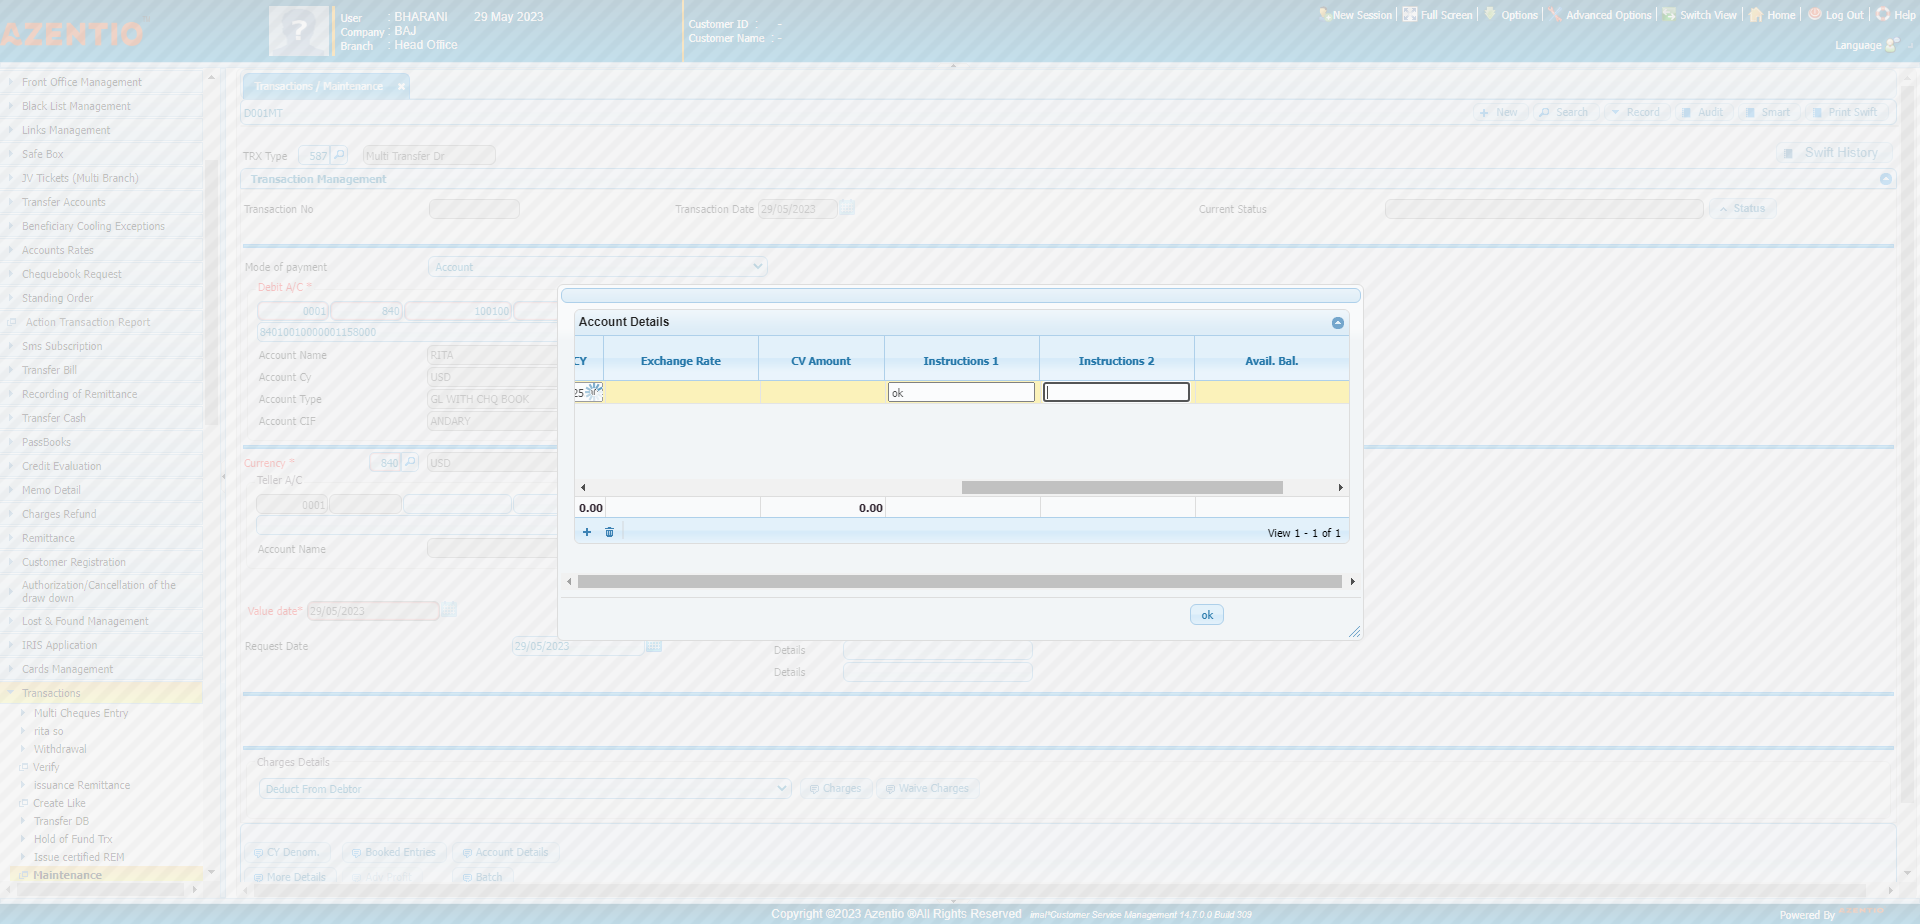 AZENTIO
User : BHARANI 29 May 2023
Company : BAJ
Branch : Head Office
Customer ID : -
Customer Name : -
New Session Full Screen Options Advanced Options Switch View Home Log Out Help
Language
Front Office Management
Black List Management
Links Management
Safe Box
JV Tickets (Multi Branch)
Transfer Accounts
Beneficiary Cooling Exceptions
Accounts Rates
Chequebook Request
Standing Order
Action Transaction Report
Sms Subscription
Transfer Bill
Recording of Remittance
Transfer Cash
PassBooks
Credit Evaluation
Memo Detail
Charges Refund
Remittance
Customer Registration
Authorization/Cancellation of the
draw down
Lost & Found Management
IRIS Application
Cards Management
Transactions
Multi Cheques Entry
rita so
Withdrawal
Verify
issuance Remittance
Create Like
Transfer DB
Hold of Fund Trx
Issue certified REM
Maintenance
Transactions / Maintenance
D001MT
New Search Record Audit Smart Print Swift
TRX Type 587 Multi Transfer Dr
Swift History
Transaction Management
Transaction No Transaction Date 29/05/2023 Current Status Status
Mode of payment Account
Debit A/C *
0001 840 100100
84010010000001158000
Account Name RITA
Account Cy USD
Account Type GL WITH CHQ BOOK
Account CIF ANDARY
Currency * 840 USD
Teller A/C
0001
Account Name
Value date* 29/05/2023
Request Date 29/05/2023
Details
Details
Charges Details
Deduct From Debtor Charges Waive Charges
CY Denom. Booked Entries Account Details
More Details Adv Profit Batch
Account Details
CY Exchange Rate CV Amount Instructions 1 Instructions 2 Avail. Bal.
25 ok
0.00 0.00
View 1 - 1 of 1
ok
Copyright ©2023 Azentio ®All Rights Reserved imal*Customer Service Management 14.7.0.0 Build 309
Powered By